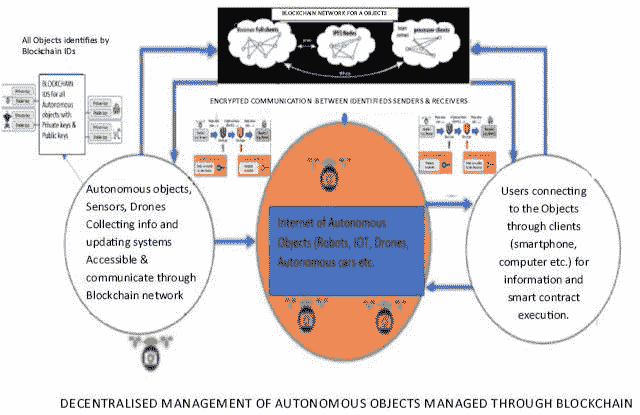 BLOCKCHAIN NETWORK FOR A OBJECTS
IPFS Nodes
processor clients
All Objects identifies by
Blockchain IDs
BLOCKCHAIN
IDS for all
Autonomous
objects with
Private keys &
Public keys
ENCRYPTED COMMUNICATION BETWEEN IDENTIFIEDS SENDERS & RECEIVERS
Autonomous objects,
Sensors, Drones
Collecting info and
updating systems
Accessible &
communicate through
Blockchain network
Internet of Autonomous
Objects (Robots, IOT, Drones,
Autonomous cars etc.
Users connecting
to the Objects
through clients
(smartphone,
computer etc.) for
information and
smart contract
execution.
DECENTRALISED MANAGEMENT OF AUTONOMOUS OBJECTS MANAGED THROUGH BLOCKCHAIN